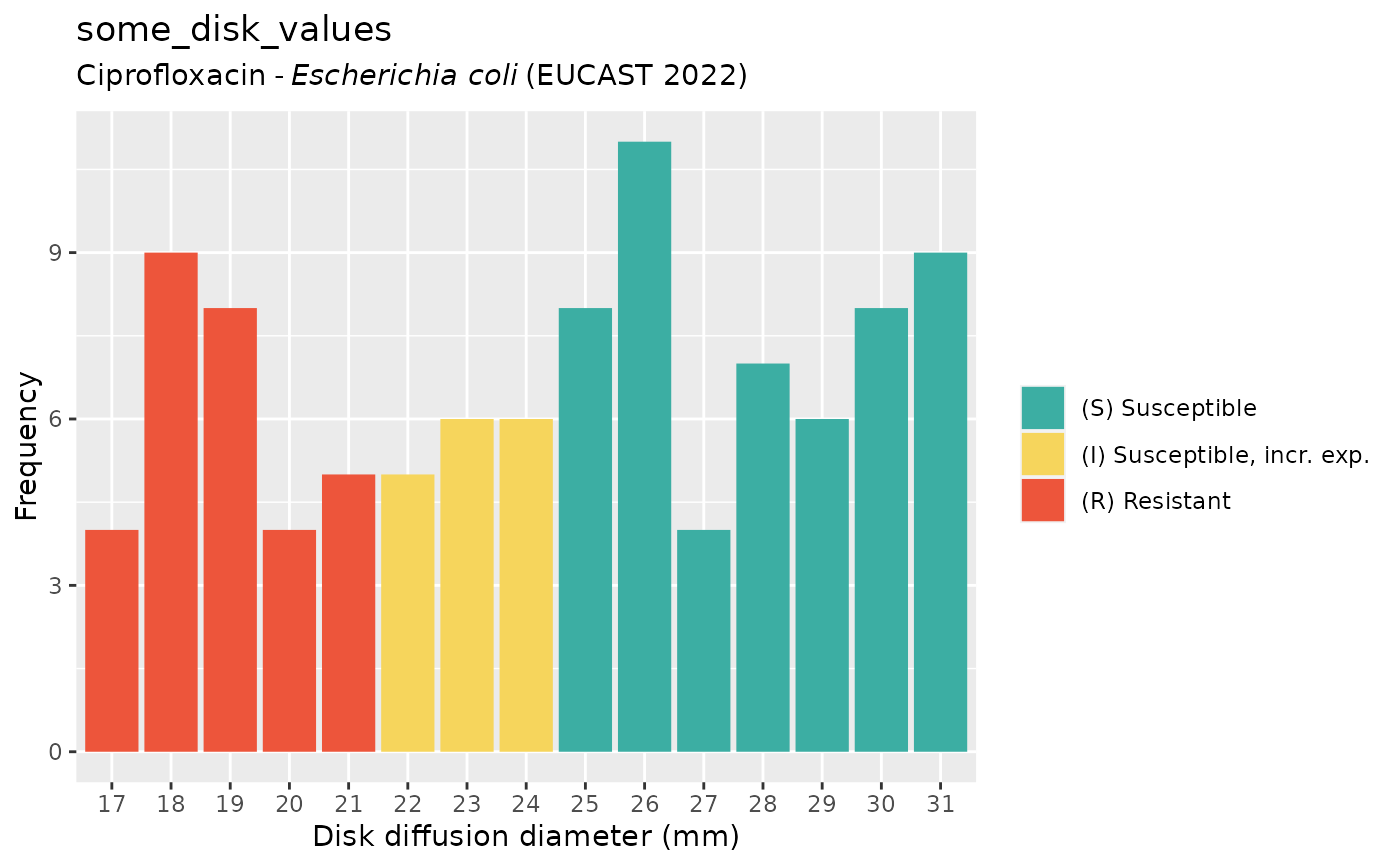 some_disk_values
Ciprofloxacin - Escherichia coli (EUCAST 2022)
Frequency
9
6
3
0
17 18 19 20 21 22 23 24 25 26 27 28 29 30 31
Disk diffusion diameter (mm)
(S) Susceptible
(I) Susceptible, incr. exp.
(R) Resistant